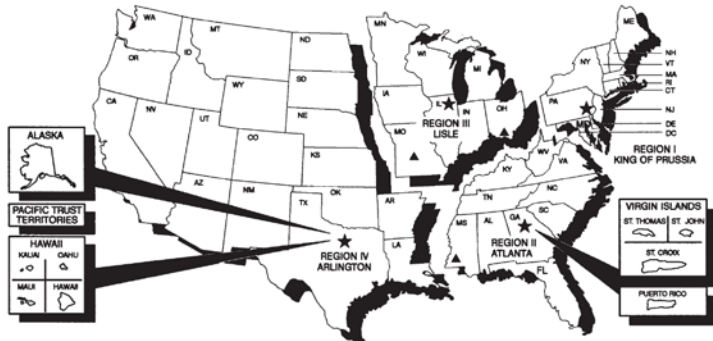 WA
MT
ND
MN
ME
OR
ID
SD
WI
MI
NY
NH
VT
MA
RI
CT
NJ
DE
DC
WY
CA
NV
UT
CO
NE
KS
IA
MO
IL
IN
OH
PA
MD
REGION III
LISLE
REGION I
KING OF PRUSSIA
WV
VA
KY
ALASKA
AZ
NM
OK
TX
AR
TN
NC
SC
PACIFIC TRUST
TERRITORIES
HAWAII
KAUAI
OAHU
MAUI
HAWAII
REGION IV
ARLINGTON
LA
MS
AL
GA
REGION II
ATLANTA
FL
VIRGIN ISLANDS
ST. THOMAS
ST. JOHN
ST. CROIX
PUERTO RICO